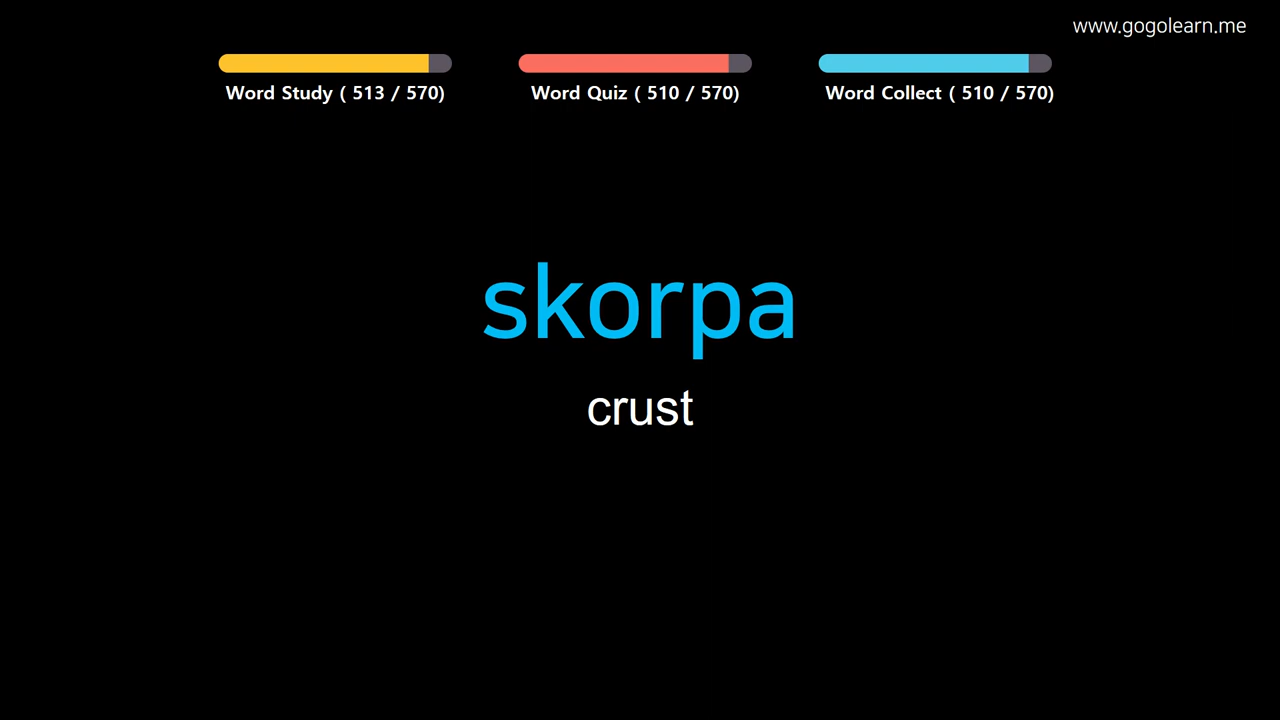 www.gogolearn.me
Word Study ( 513 / 570)
Word Quiz ( 510 / 570)
Word Collect ( 510 / 570)
skorpa
crust